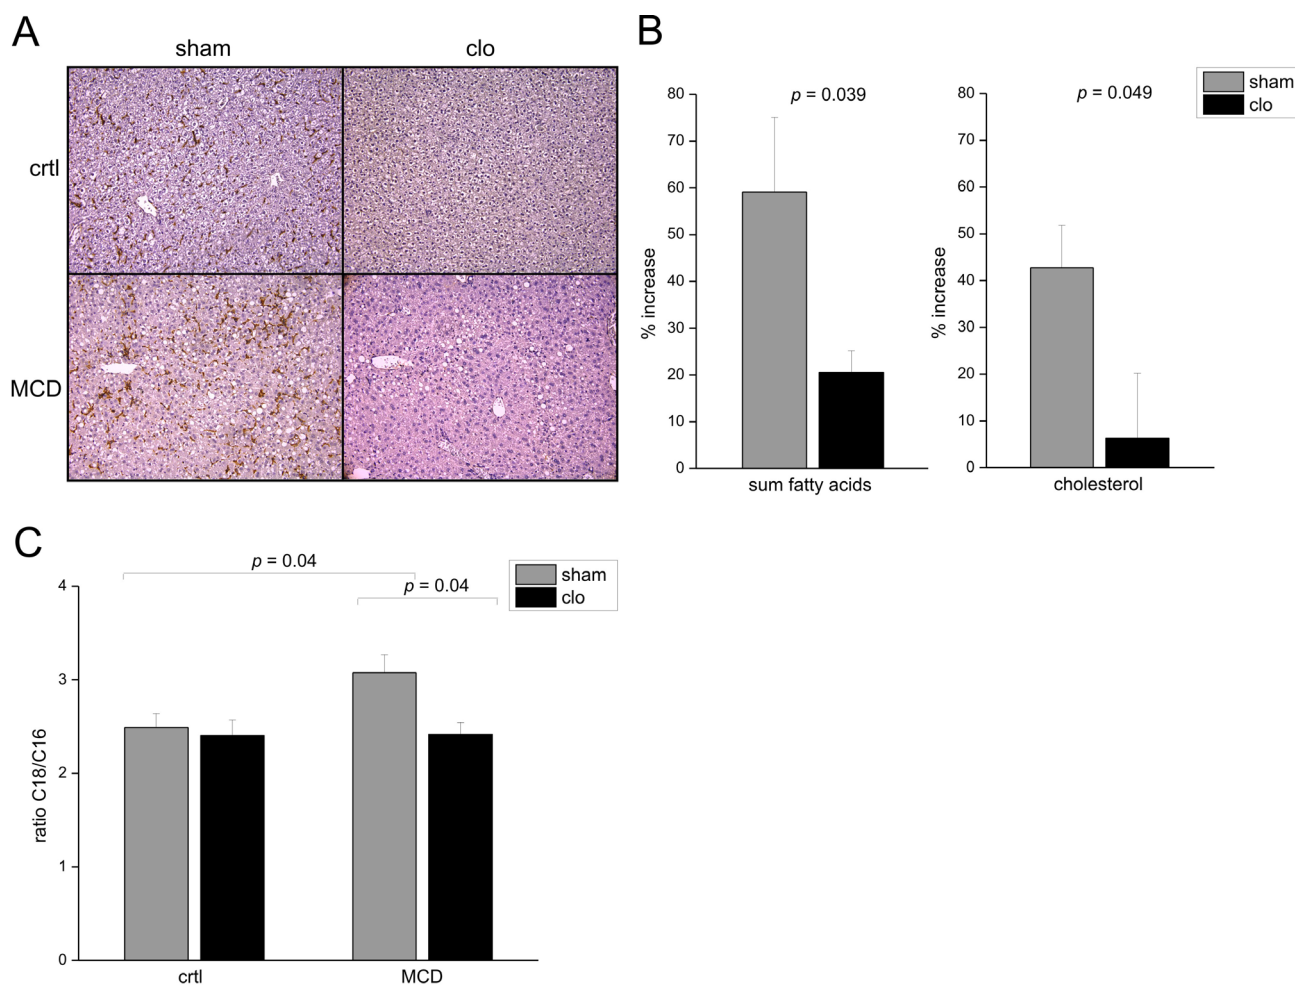 A
sham
clo
crtl
MCD
B
sham
clo
p = 0.039
80
70
60
50
40
30
20
10
0
% increase
sum fatty acids
p = 0.049
80
70
60
50
40
30
20
10
0
% increase
cholesterol
C
p = 0.04
p = 0.04
sham
clo
4
3
2
1
0
ratio C18/C16
crtl
MCD